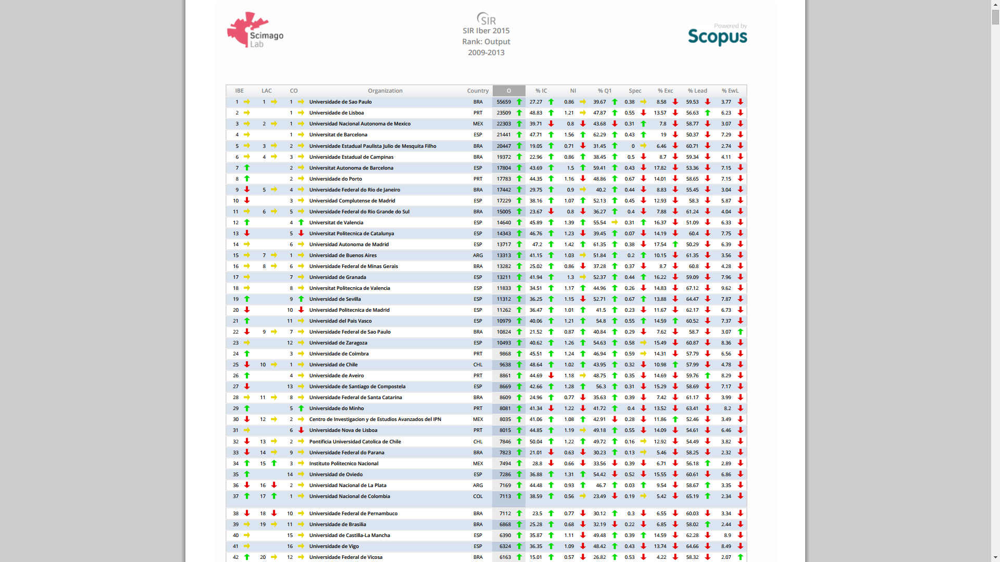 Scimago
Lab
SIR
SIR Iber 2015
Rank: Output
2009-2013
Powered by
Scopus
IBE LAC CO Organization Country O % IC NI % Q1 Spec % Exc % Lead % EwL
1 1 1 Universidade de Sao Paulo BRA 55659 27.27 0.86 39.67 0.38 8.58 59.53 3.77
2 1 Universidade de Lisboa PRT 23509 48.83 1.21 47.87 0.55 13.57 56.63 6.23
3 2 1 Universidad Nacional Autonoma de Mexico MEX 22303 39.71 0.8 43.68 0.31 7.8 58.77 3.07
4 1 Universitat de Barcelona ESP 21441 47.71 1.56 62.29 0.43 19 50.37 7.29
5 3 2 Universidade Estadual Paulista Julio de Mesquita Filho BRA 20447 19.05 0.71 31.45 0 6.46 60.71 2.74
6 4 3 Universidade Estadual de Campinas BRA 19372 22.96 0.86 38.45 0.5 8.7 59.34 4.11
7 2 Universitat Autonoma de Barcelona ESP 17804 43.69 1.5 59.41 0.43 17.82 53.36 7.15
8 2 Universidade do Porto PRT 17783 44.35 1.16 48.86 0.67 14.01 58.65 7.15
9 5 4 Universidade Federal do Rio de Janeiro BRA 17442 29.75 0.9 40.2 0.44 8.83 55.45 3.04
10 3 Universidad Complutense de Madrid ESP 17229 38.16 1.07 52.13 0.45 12.93 58.3 5.87
11 6 5 Universidade Federal do Rio Grande do Sul BRA 15005 23.67 0.8 36.27 0.4 7.88 61.24 4.04
12 4 Universitat de Valencia ESP 14640 45.89 1.39 55.54 0.31 16.37 51.09 6.33
13 5 Universitat Politecnica de Catalunya ESP 14343 46.76 1.23 39.45 0.07 14.19 60.4 7.75
14 6 Universidad Autonoma de Madrid ESP 13717 47.2 1.42 61.35 0.38 17.54 50.29 6.39
15 7 1 Universidad de Buenos Aires ARG 13313 41.15 1.03 51.84 0.2 10.15 61.35 3.56
16 8 6 Universidade Federal de Minas Gerais BRA 13282 25.02 0.86 37.28 0.37 8.7 60.8 4.28
17 7 Universidad de Granada ESP 13211 41.94 1.3 52.37 0.44 16.22 59.09 7.96
18 8 Universitat Politecnica de Valencia ESP 11833 34.51 1.17 44.96 0.26 14.83 67.12 9.62
19 9 Universidad de Sevilla ESP 11312 36.25 1.15 52.71 0.67 13.88 64.47 7.87
20 10 Universidad Politecnica de Madrid ESP 11262 36.47 1.01 41.5 0.23 11.67 62.17 6.73
21 11 Universidad del Pais Vasco ESP 10979 40.06 1.21 54.8 0.55 14.59 60.52 7.37
22 9 7 Universidade Federal de Sao Paulo BRA 10824 21.52 0.87 40.84 0.29 7.62 58.7 3.07
23 12 Universidad de Zaragoza ESP 10493 40.62 1.26 54.63 0.58 15.49 60.87 8.36
24 3 Universidade de Coimbra PRT 9868 45.51 1.24 46.94 0.59 14.31 57.79 6.56
25 10 1 Universidad de Chile CHL 9638 48.64 1.02 43.95 0.32 10.98 57.99 4.78
26 4 Universidade de Aveiro PRT 8861 44.69 1.18 48.75 0.35 14.69 59.76 8.29
27 13 Universidade de Santiago de Compostela ESP 8669 42.66 1.28 56.3 0.31 15.29 58.69 7.17
28 11 8 Universidade Federal de Santa Catarina BRA 8609 24.96 0.77 35.63 0.39 7.42 61.17 3.99
29 5 Universidade do Minho PRT 8081 41.34 1.22 41.72 0.4 13.52 63.41 8.2
30 12 2 Centro de Investigacion y de Estudios Avanzados del IPN MEX 8035 41.06 1.08 42.91 0.28 11.86 52.46 3.49
31 6 Universidade Nova de Lisboa PRT 8015 44.85 1.19 49.18 0.55 14.09 54.61 6.46
32 13 2 Pontificia Universidad Catolica de Chile CHL 7846 50.04 1.22 49.72 0.16 12.92 54.49 3.82
33 14 9 Universidade Federal do Parana BRA 7823 21.01 0.63 30.23 0.13 5.46 58.25 2.32
34 15 3 Instituto Politecnico Nacional MEX 7494 28.8 0.66 33.56 0.39 6.71 56.18 2.89
35 14 Universidad de Oviedo ESP 7286 36.88 1.31 54.42 0.52 15.55 60.61 6.86
36 16 2 Universidad Nacional de La Plata ARG 7169 44.48 0.93 46.7 0.03 9.54 58.67 3.35
37 17 1 Universidad Nacional de Colombia COL 7113 38.59 0.56 23.49 0.19 5.42 65.19 2.34
38 18 10 Universidade Federal de Pernambuco BRA 7112 23.5 0.77 30.12 0.3 6.55 60.03 3.34
39 19 11 Universidade de Brasilia BRA 6868 25.28 0.68 32.19 0.22 6.85 58.02 2.44
40 15 Universidad de Castilla-La Mancha ESP 6390 35.87 1.11 49.48 0.39 14.59 62.28 8.9
41 16 Universidade de Vigo ESP 6324 36.35 1.09 48.42 0.43 13.74 64.66 8.49
42 20 12 Universidade Federal de Vicosa BRA 6163 15.01 0.57 26.82 0.53 4.22 58.32 2.07